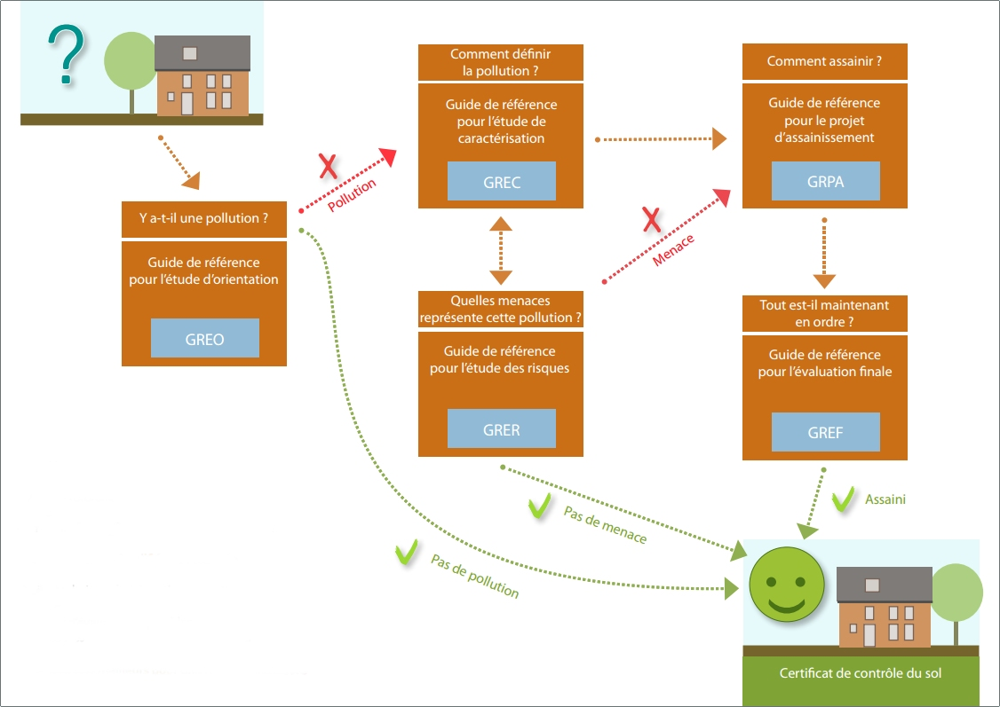 ?
Y a-t-il une pollution ?
Guide de référence
pour l'étude d'orientation
GREO
Pollution
Pas de pollution
Comment définir
la pollution ?
Guide de référence
pour l'étude de
caractérisation
GREC
Quelles menaces
représente cette pollution ?
Guide de référence
pour l'étude des risques
GRER
Menace
Pas de menace
Comment assainir ?
Guide de référence
pour le projet
d'assainissement
GRPA
Tout est-il maintenant
en ordre ?
Guide de référence
pour l'évaluation finale
GREF
Assaini
Certificat de contrôle du sol